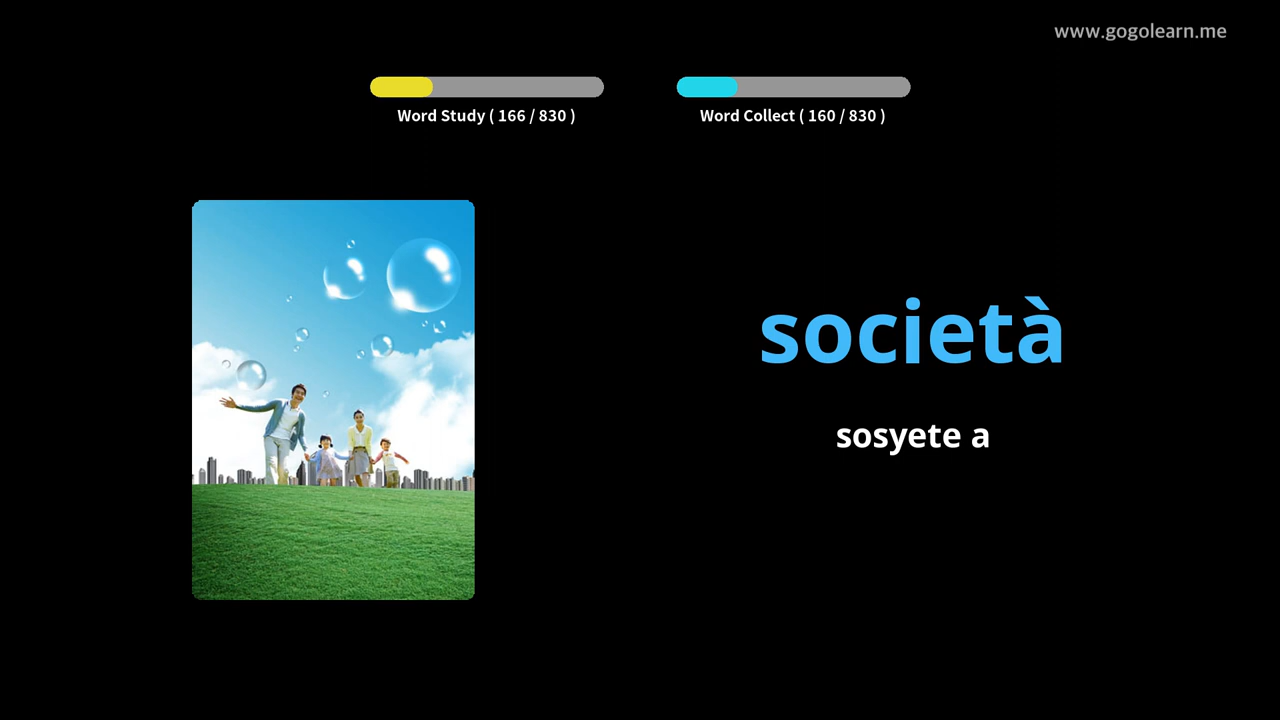 www.gogolearn.me
Word Study ( 166 / 830 )
Word Collect ( 160 / 830 )
società
sosyete a